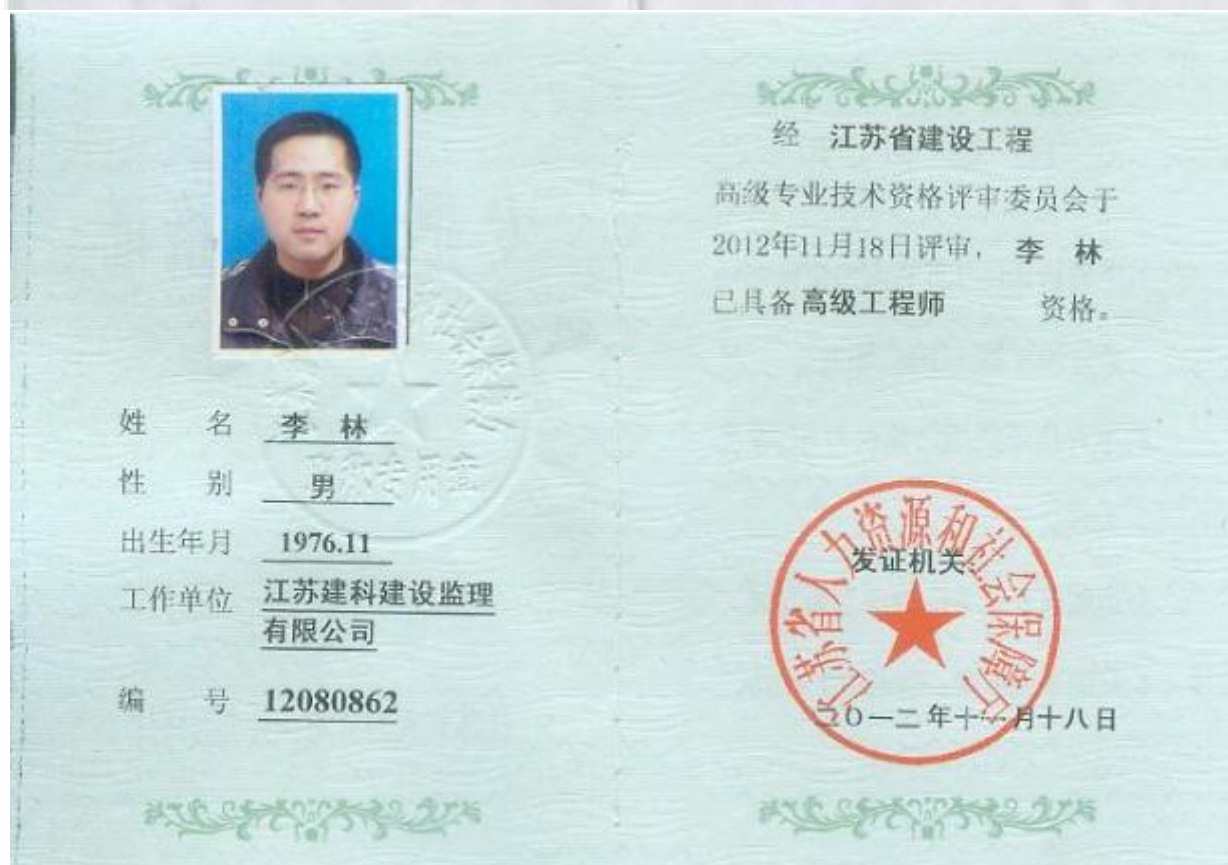 姓 名 李 林
性 别 男
出生年月 1976.11
工作单位 江苏建科建设监理
有限公司
编 号 12080862
经 江苏省建设工程
高级专业技术资格评审委员会于
2012年11月18日评审， 李 林
已具备 高级工程师 资格。
江苏省人力资源和社会保障厅
发证机关
二0一二年十一月十八日